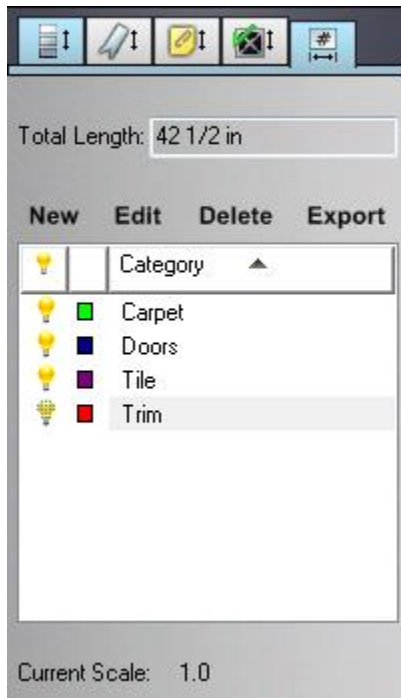 #
Total Length: 42 1/2 in
New Edit Delete Export
Category
Carpet
Doors
Tile
Trim
Current Scale: 1.0